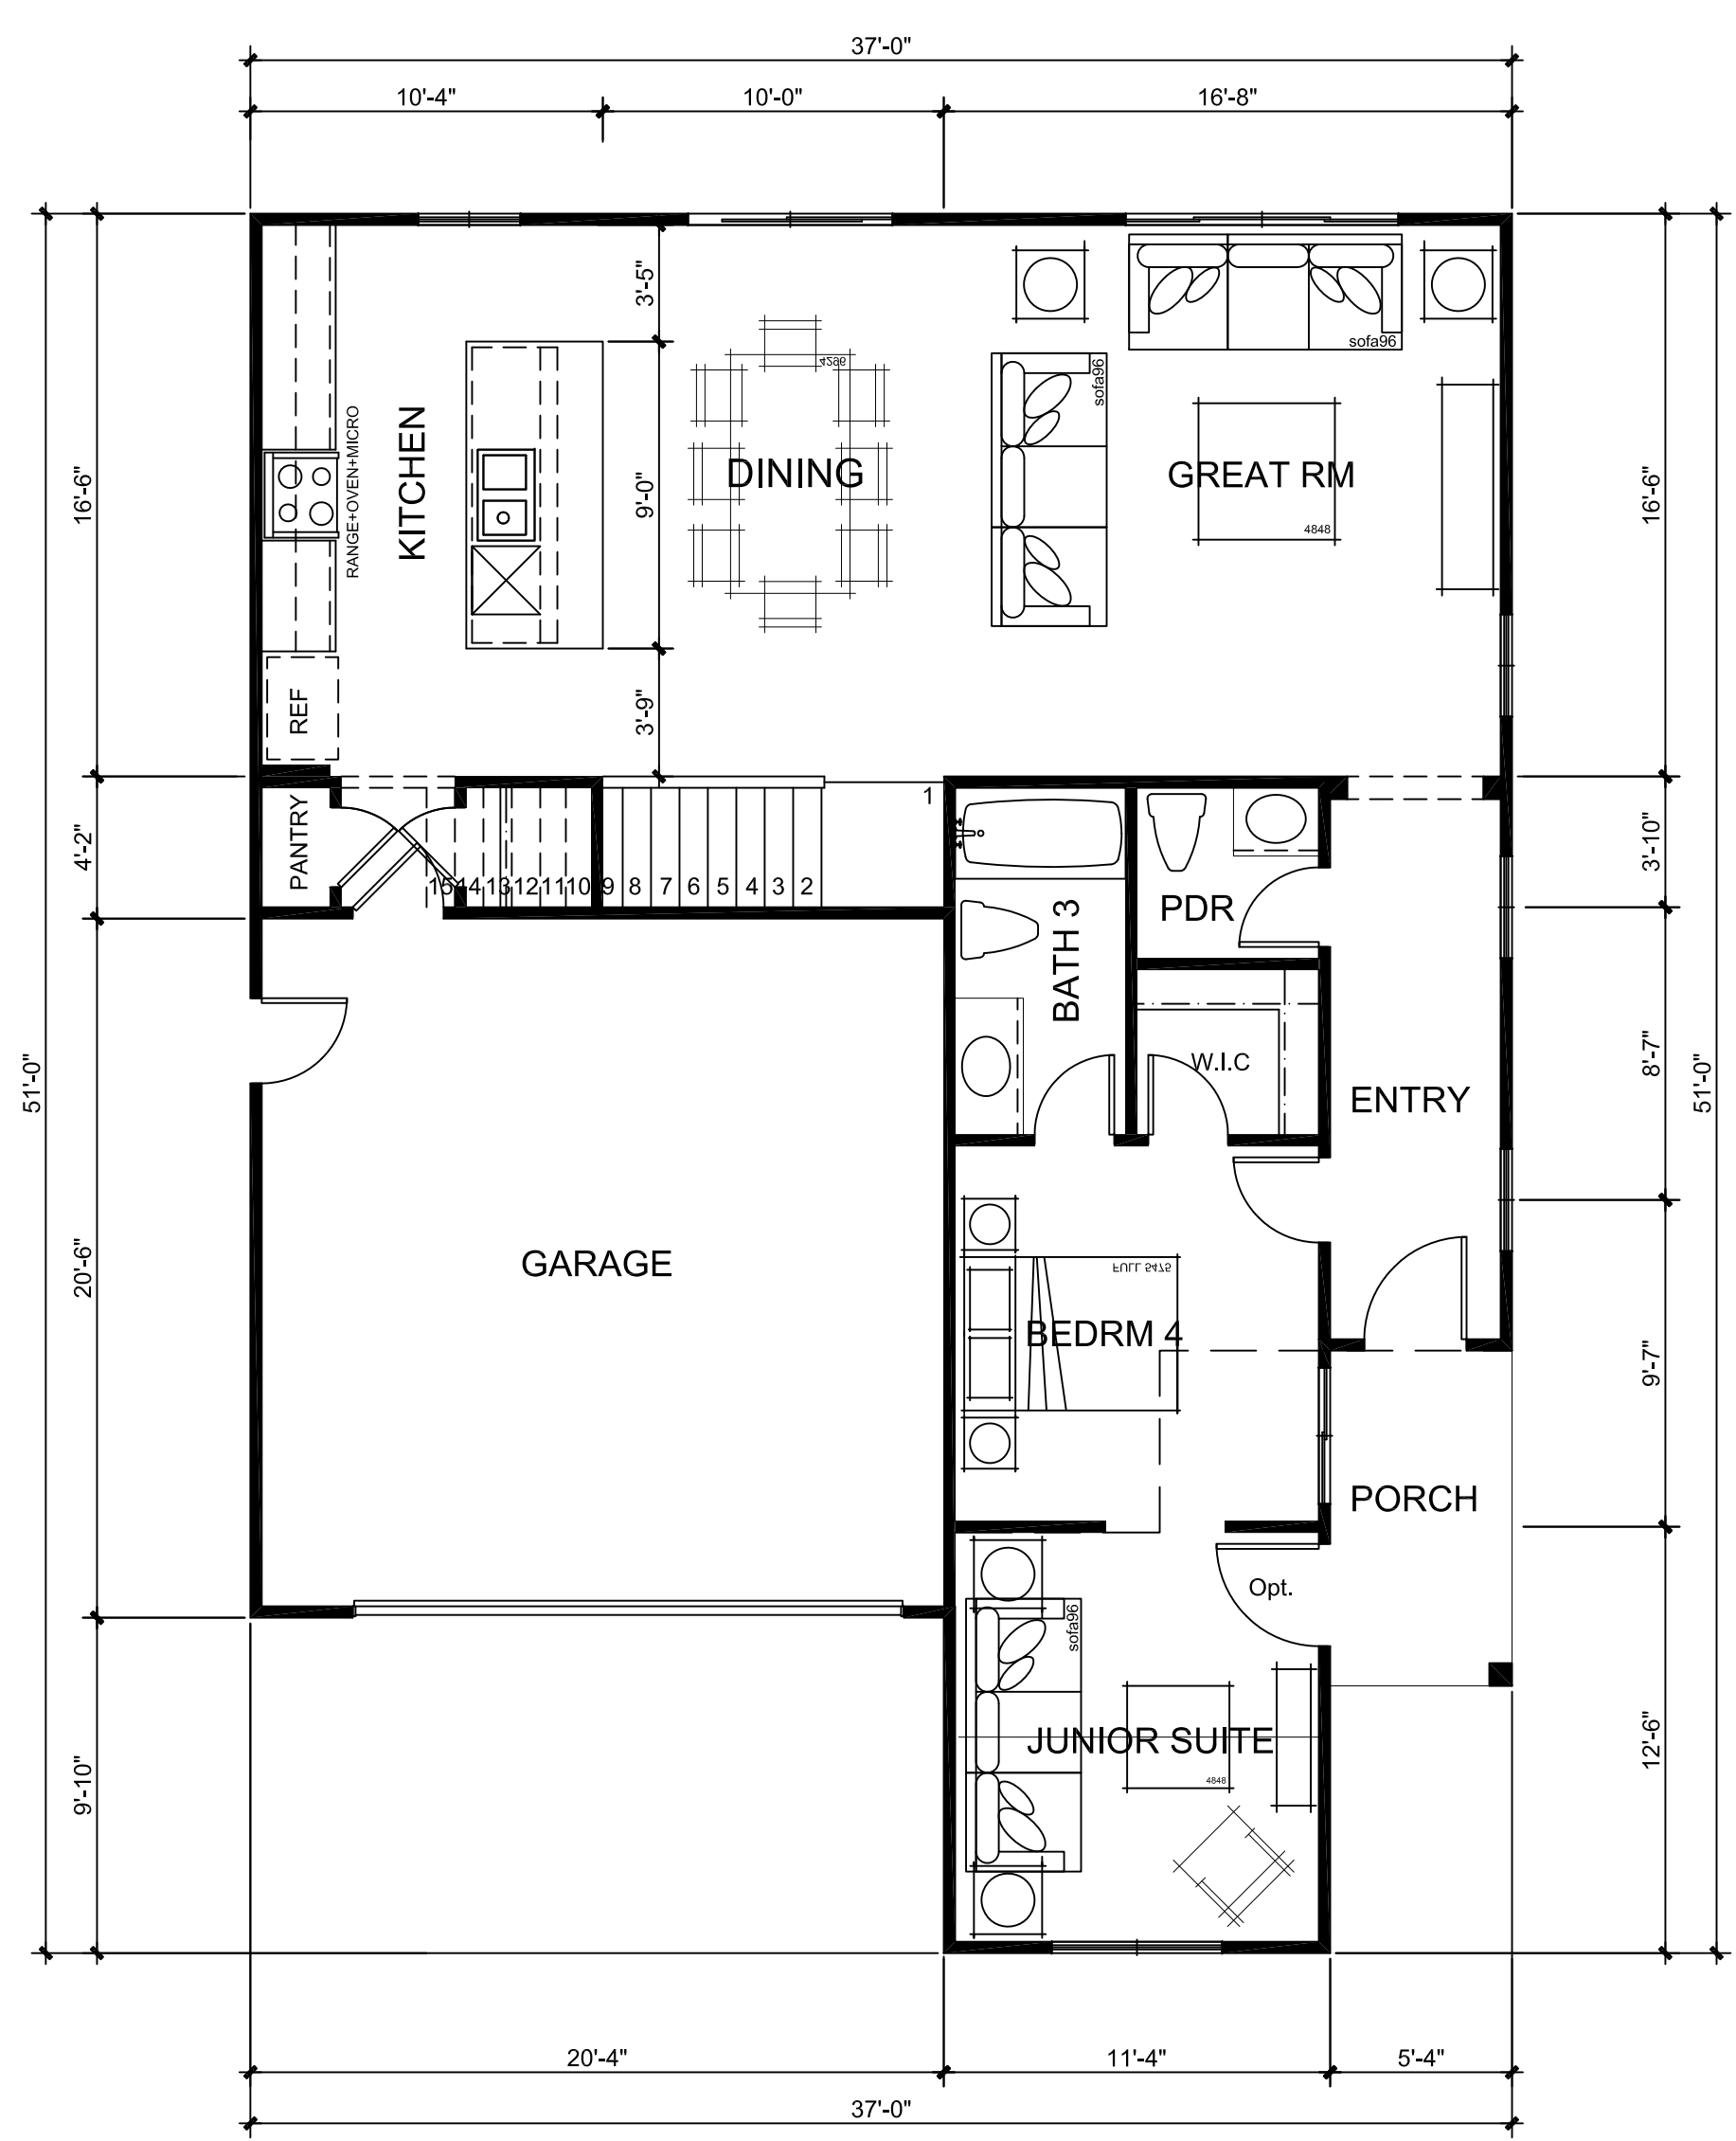 37'-0"
10'-4"
10'-0"
16'-8"
3'-5"
sofa96
4296
sofa96
16'-6"
RANGE+OVEN+MICRO
KITCHEN
9'-0"
DINING
GREAT RM
4848
16'-6"
REF
3'-9"
1
4'-2"
PANTRY
15 14 13 12 11 10 9 8 7 6 5 4 3 2
BATH 3
PDR
3'-10"
W.I.C
8'-7"
51'-0"
51'-0"
ENTRY
20'-6"
GARAGE
FULL 5475
BEDRM 4
9'-7"
PORCH
Opt.
sofa96
JUNIOR SUITE
4848
12'-6"
9'-10"
20'-4"
11'-4"
5'-4"
37'-0"